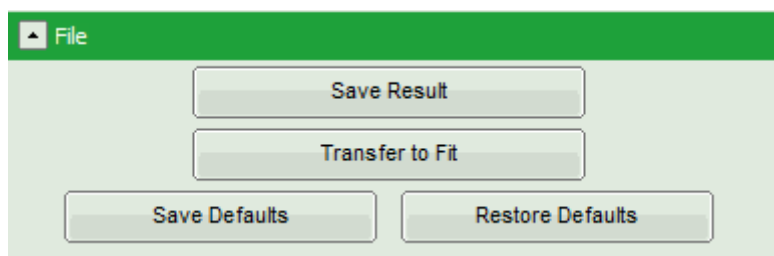 File
Save Result
Transfer to Fit
Save Defaults Restore Defaults